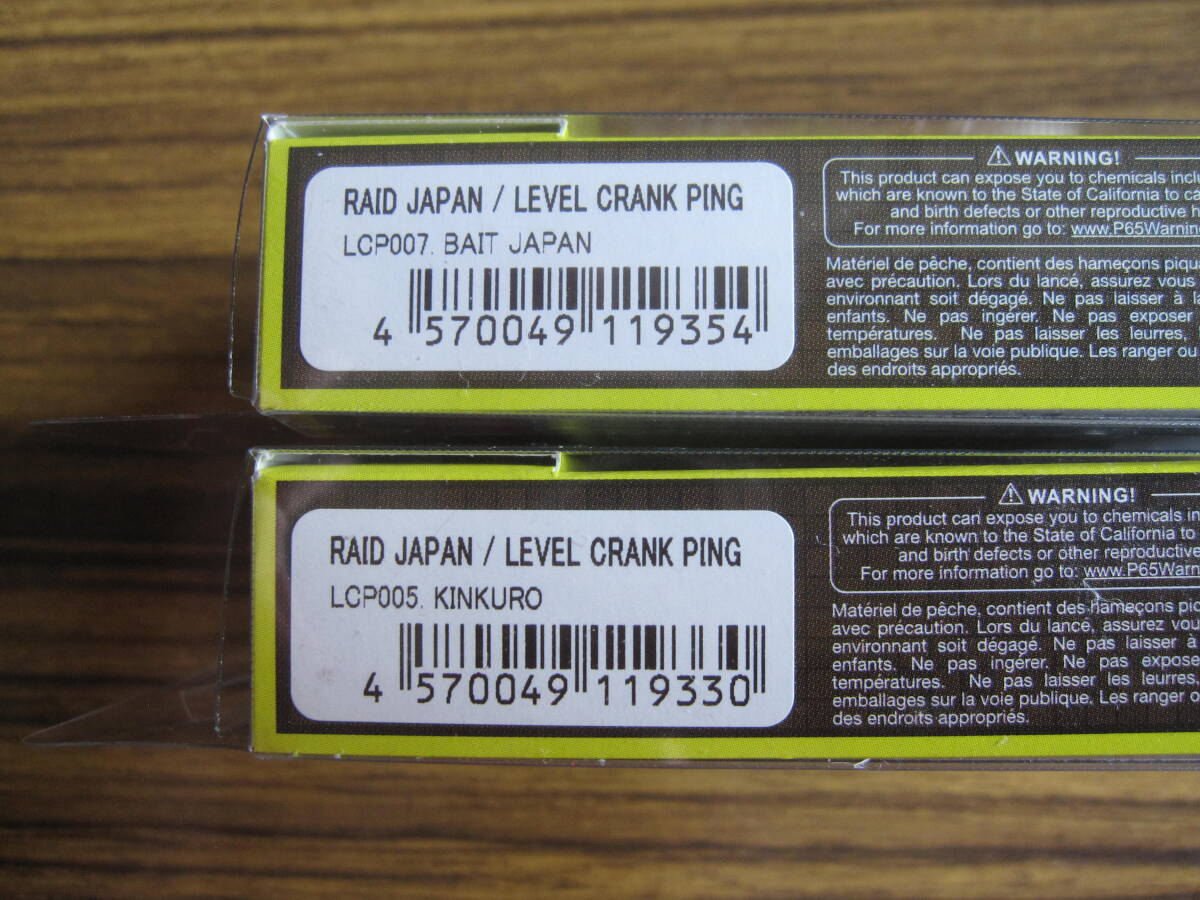 RAID JAPAN / LEVEL CRANK PING
LCP007. BAIT JAPAN
4 570049 119354
⚠ WARNING!
This product can expose you to chemicals
which are known to the State of California to
and birth defects or other reproductive
For more information go to: www.P65Warnin
Matériel de pêche, contient des hameçons
avec précaution. Lors du lancé, assurez vous
environnant soit dégagé. Ne pas laisser à
enfants. Ne pas ingérer. Ne pas exposer
températures. Ne pas laisser les leurres,
emballages sur la voie publique. Les ranger ou
des endroits appropriés.
RAID JAPAN / LEVEL CRANK PING
LCP005. KINKURO
4 570049 119330
⚠ WARNING!
This product can expose you to chemicals
which are known to the State of California to
and birth defects or other reproductive
For more information go to: www.P65Warn
Matériel de pêche, contient des hameçons
avec précaution. Lors du lancé, assurez
environnant soit dégagé. Ne pas laisser à
enfants. Ne pas ingérer. Ne pas
températures. Ne pas laisser les leurres,
emballages sur la voie publique. Les ranger
des endroits appropriés.